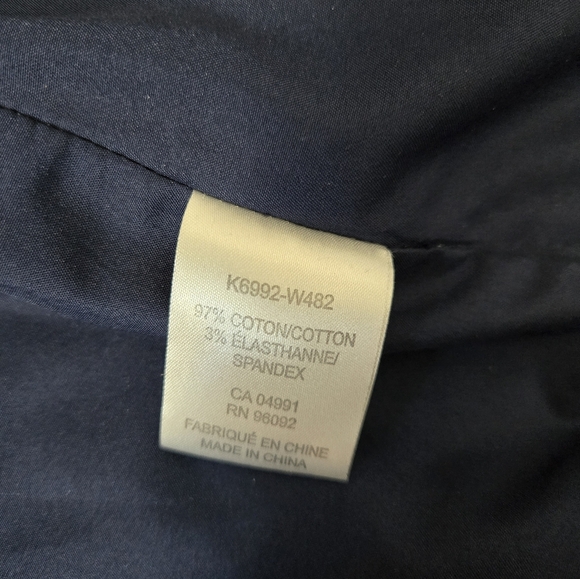 K6992-W482
97% COTON/COTTON
3% ÉLASTHANNE/
SPANDEX
CA 04991
RN 96092
FABRIQUÉ EN CHINE
MADE IN CHINA